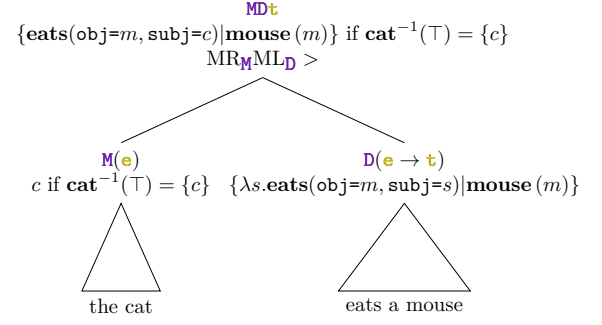 MDt
{eats(obj=m, subj=c)|mouse (m)} if cat⁻¹(⊤) = {c}
MR_M ML_D >
M(e) D(e → t)
c if cat⁻¹(⊤) = {c} {λs.eats(obj=m, subj=s)|mouse (m)}
the cat eats a mouse